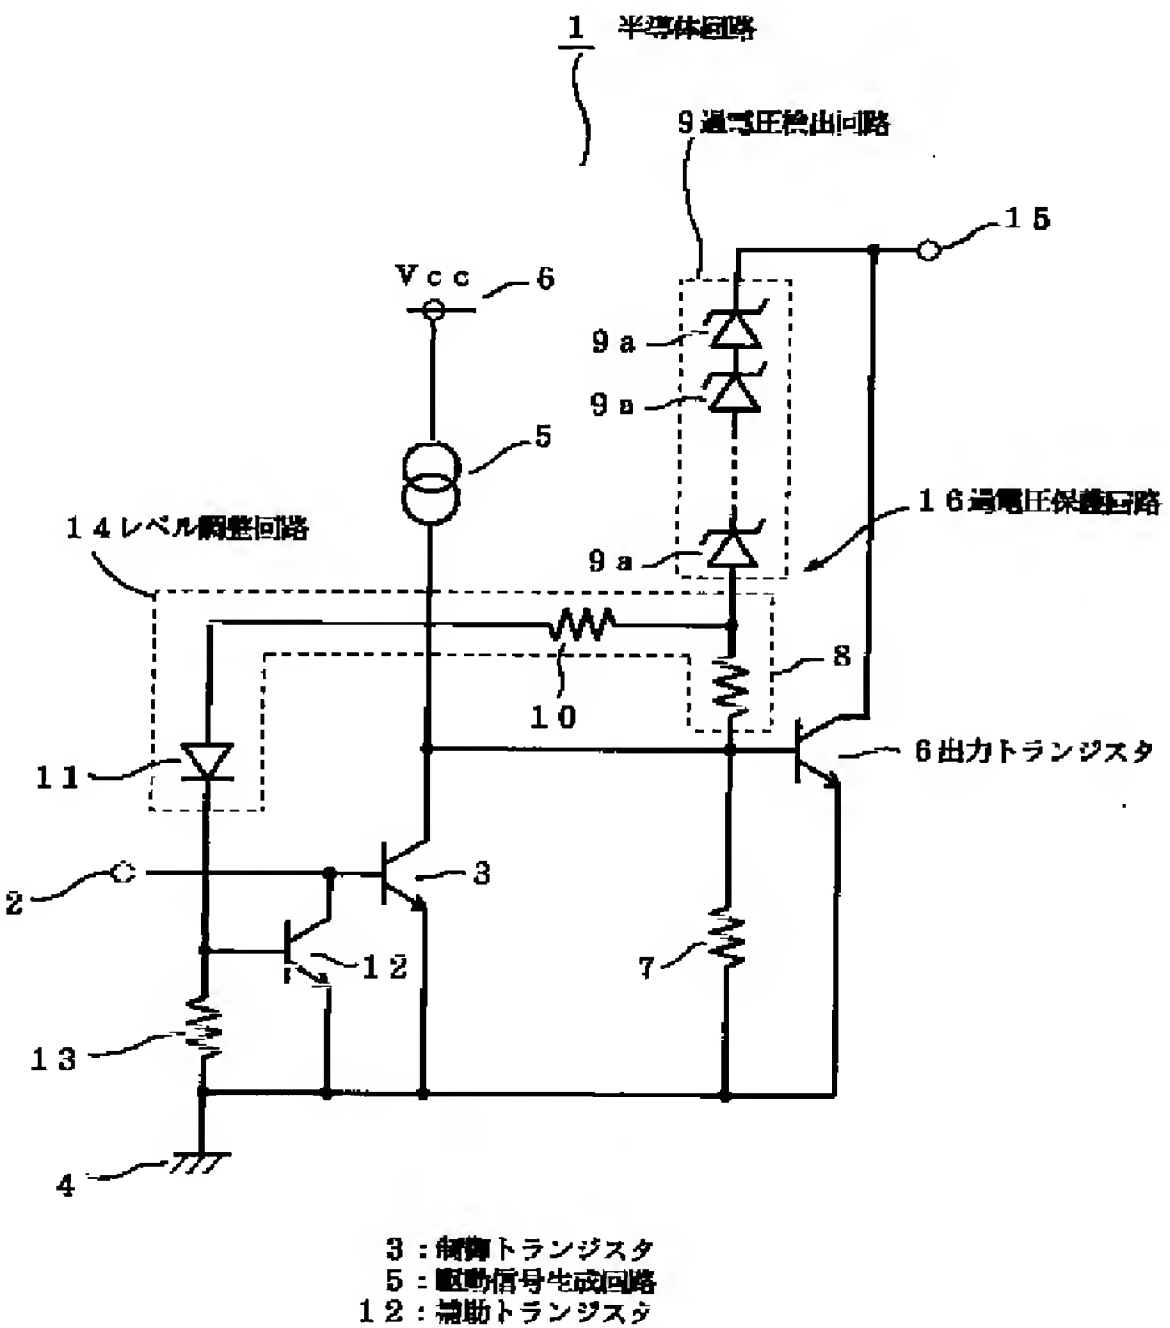 1 半導体回路
9過電圧検出回路
15
Vcc
6
9a
9a
5
16過電圧保護回路
14レベル調整回路
9a
8
10
6出力トランジスタ
11
3
2
12
7
13
4
3:制御トランジスタ
5:駆動信号生成回路
12:補助トランジスタ